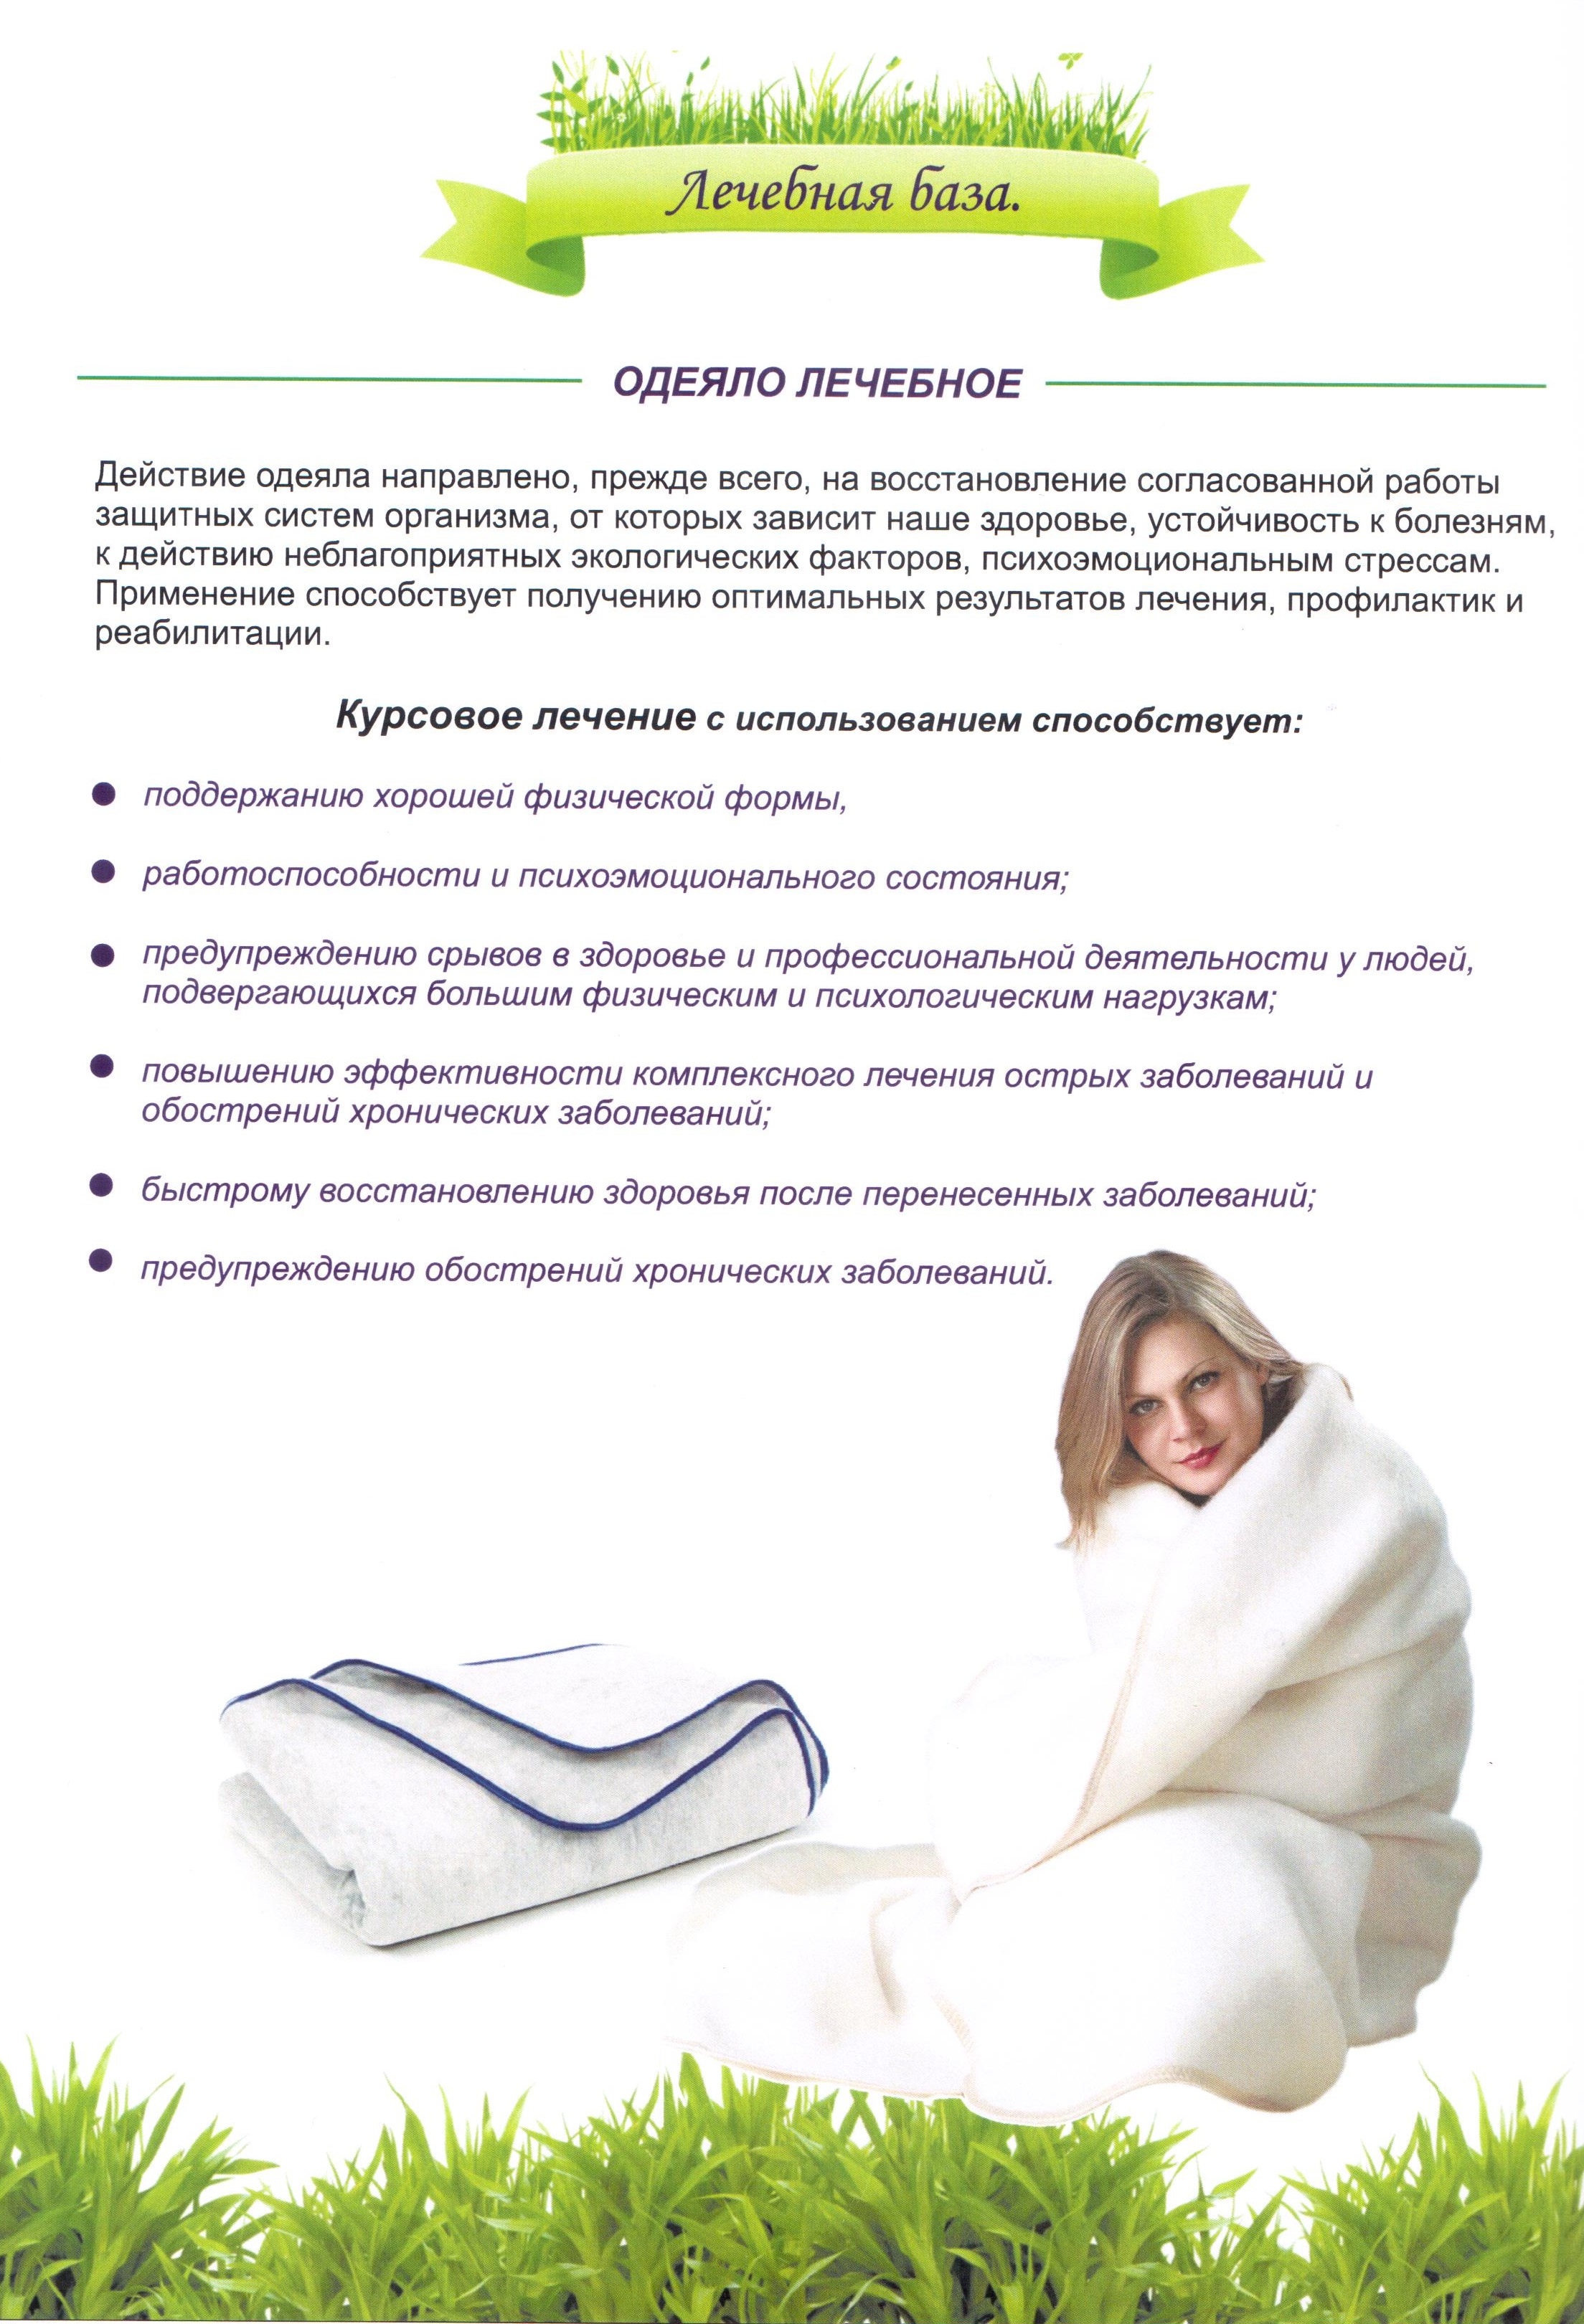 Лечебная база.
ОДЕЯЛО ЛЕЧЕБНОЕ
Действие одеяла направлено, прежде всего, на восстановление согласованной работы
защитных систем организма, от которых зависит наше здоровье, устойчивость к болезням,
к действию неблагоприятных экологических факторов, психоэмоциональным стрессам.
Применение способствует получению оптимальных результатов лечения, профилактик и
реабилитации.
Курсовое лечение с использованием способствует:
поддержанию хорошей физической формы,
работоспособности и психоэмоционального состояния;
предупреждению срывов в здоровье и профессиональной деятельности у людей,
подвергающихся большим физическим и психологическим нагрузкам;
повышению эффективности комплексного лечения острых заболеваний и
обострений хронических заболеваний;
быстрому восстановлению здоровья после перенесенных заболеваний;
предупреждению обострений хронических заболеваний.